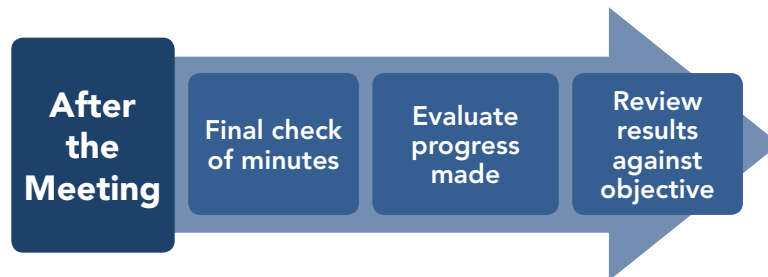 After
the
Meeting
Final check
of minutes
Evaluate
progress
made
Review
results
against
objective